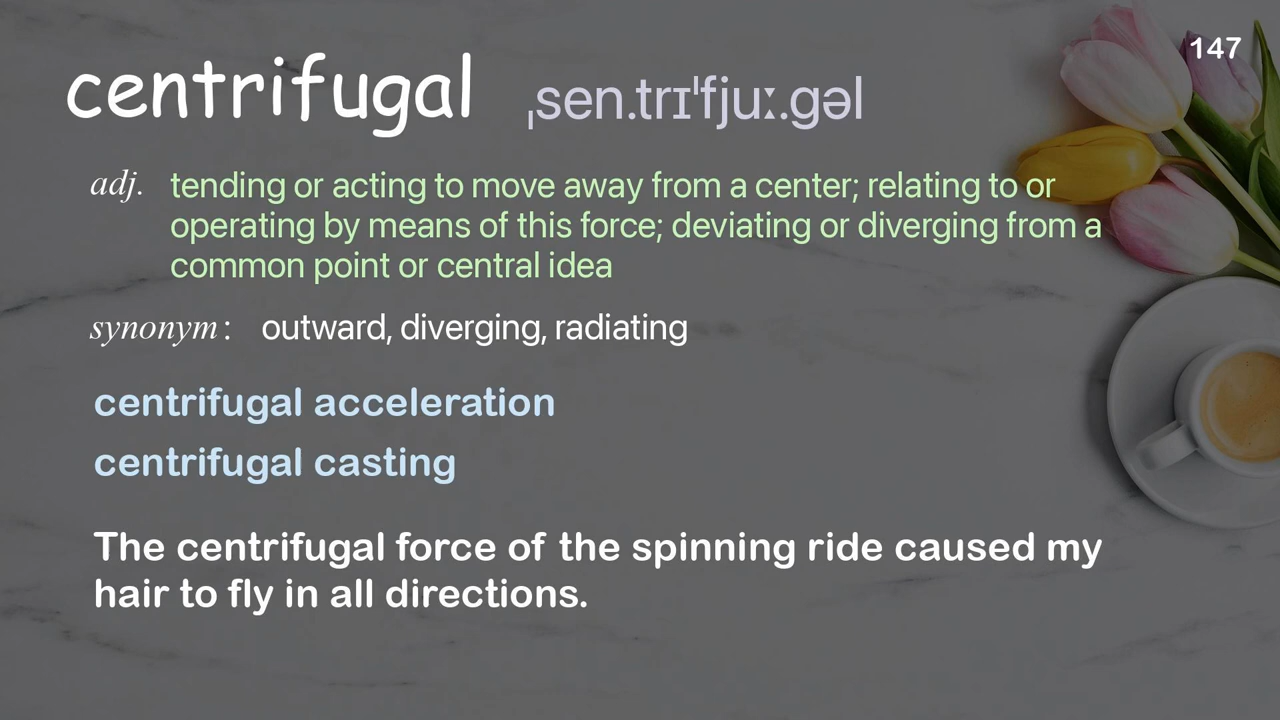 147
centrifugal ˌsen.trɪˈfjuː.gəl
adj. tending or acting to move away from a center; relating to or
operating by means of this force; deviating or diverging from a
common point or central idea
synonym: outward, diverging, radiating
centrifugal acceleration
centrifugal casting
The centrifugal force of the spinning ride caused my
hair to fly in all directions.